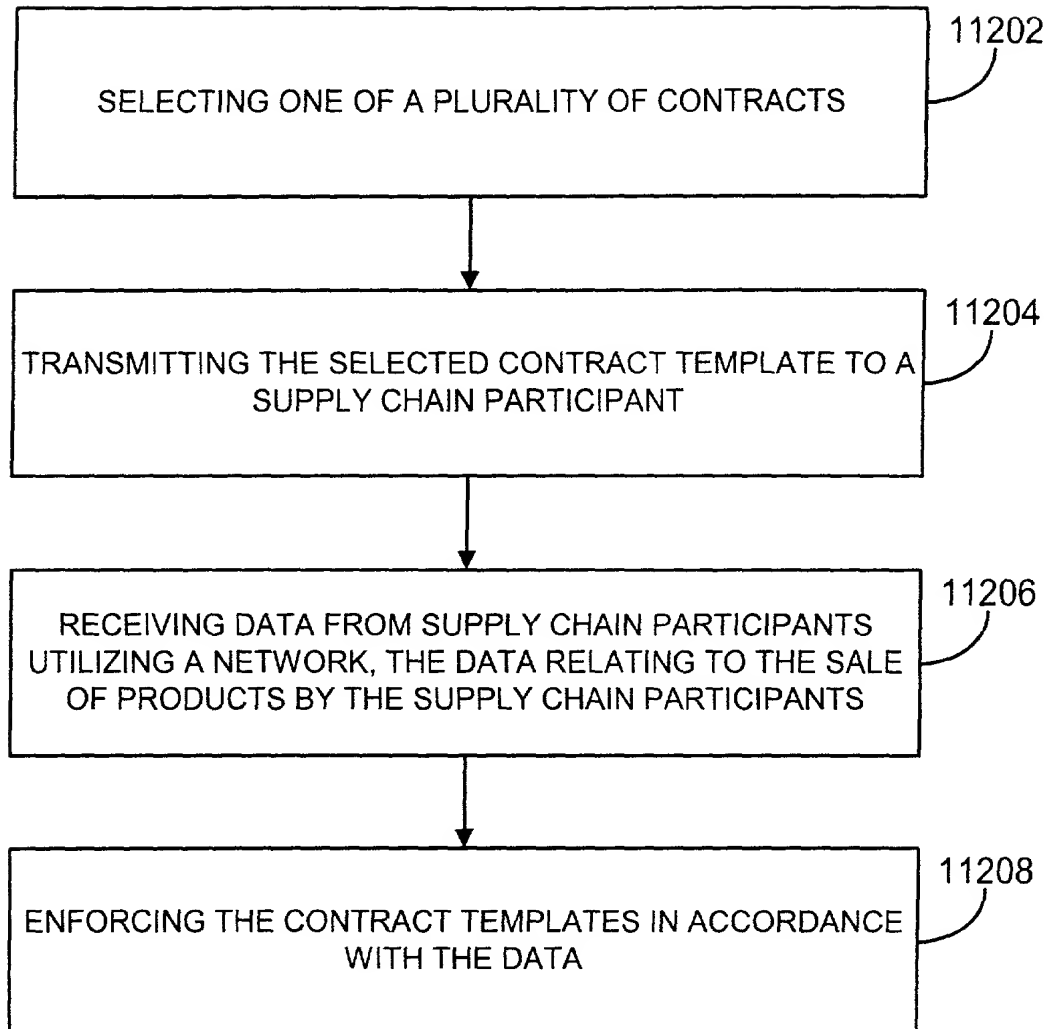 11202
SELECTING ONE OF A PLURALITY OF CONTRACTS
11204
TRANSMITTING THE SELECTED CONTRACT TEMPLATE TO A
SUPPLY CHAIN PARTICIPANT
11206
RECEIVING DATA FROM SUPPLY CHAIN PARTICIPANTS
UTILIZING A NETWORK, THE DATA RELATING TO THE SALE
OF PRODUCTS BY THE SUPPLY CHAIN PARTICIPANTS
11208
ENFORCING THE CONTRACT TEMPLATES IN ACCORDANCE
WITH THE DATA